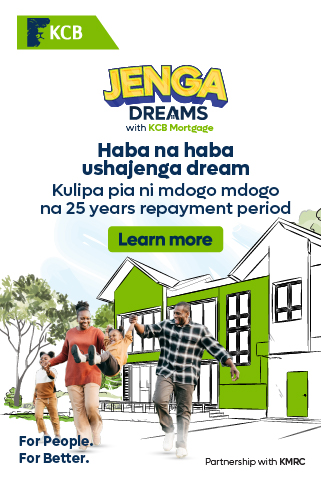 KCB
JENGA
DREAMS
with KCB Mortgage
Haba na haba
ushajenga dream
Kulipa pia ni mdogo mdogo
na 25 years repayment period
Learn more
For People.
For Better.
Partnership with KMRC